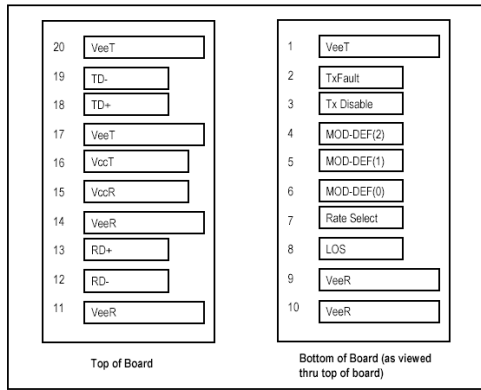 20 VeeT
19 TD-
18 TD+
17 VeeT
16 VccT
15 VccR
14 VeeR
13 RD+
12 RD-
11 VeeR
Top of Board
1 VeeT
2 TxFault
3 Tx Disable
4 MOD-DEF(2)
5 MOD-DEF(1)
6 MOD-DEF(0)
7 Rate Select
8 LOS
9 VeeR
10 VeeR
Bottom of Board (as viewed
thru top of board)